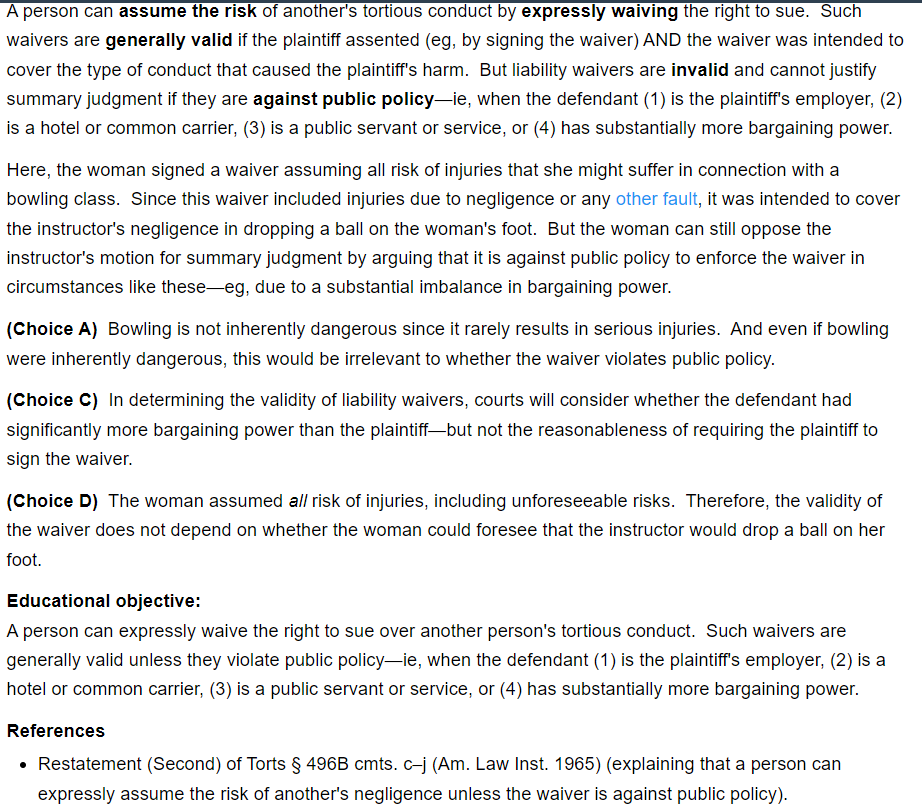 A person can assume the risk of another's tortious conduct by expressly waiving the right to sue.  Such
waivers are generally valid if the plaintiff assented (eg, by signing the waiver) AND the waiver was intended to
cover the type of conduct that caused the plaintiff's harm.  But liability waivers are invalid and cannot justify
summary judgment if they are against public policy—ie, when the defendant (1) is the plaintiff's employer, (2)
is a hotel or common carrier, (3) is a public servant or service, or (4) has substantially more bargaining power.
Here, the woman signed a waiver assuming all risk of injuries that she might suffer in connection with a
bowling class.  Since this waiver included injuries due to negligence or any other fault, it was intended to cover
the instructor's negligence in dropping a ball on the woman's foot.  But the woman can still oppose the
instructor's motion for summary judgment by arguing that it is against public policy to enforce the waiver in
circumstances like these—eg, due to a substantial imbalance in bargaining power.
(Choice A)  Bowling is not inherently dangerous since it rarely results in serious injuries.  And even if bowling
were inherently dangerous, this would be irrelevant to whether the waiver violates public policy.
(Choice C)  In determining the validity of liability waivers, courts will consider whether the defendant had
significantly more bargaining power than the plaintiff—but not the reasonableness of requiring the plaintiff to
sign the waiver.
(Choice D)  The woman assumed all risk of injuries, including unforeseeable risks.  Therefore, the validity of
the waiver does not depend on whether the woman could foresee that the instructor would drop a ball on her
foot.
Educational objective:
A person can expressly waive the right to sue over another person's tortious conduct.  Such waivers are
generally valid unless they violate public policy—ie, when the defendant (1) is the plaintiff's employer, (2) is a
hotel or common carrier, (3) is a public servant or service, or (4) has substantially more bargaining power.
References
• Restatement (Second) of Torts § 496B cmts. c–j (Am. Law Inst. 1965) (explaining that a person can
expressly assume the risk of another's negligence unless the waiver is against public policy).